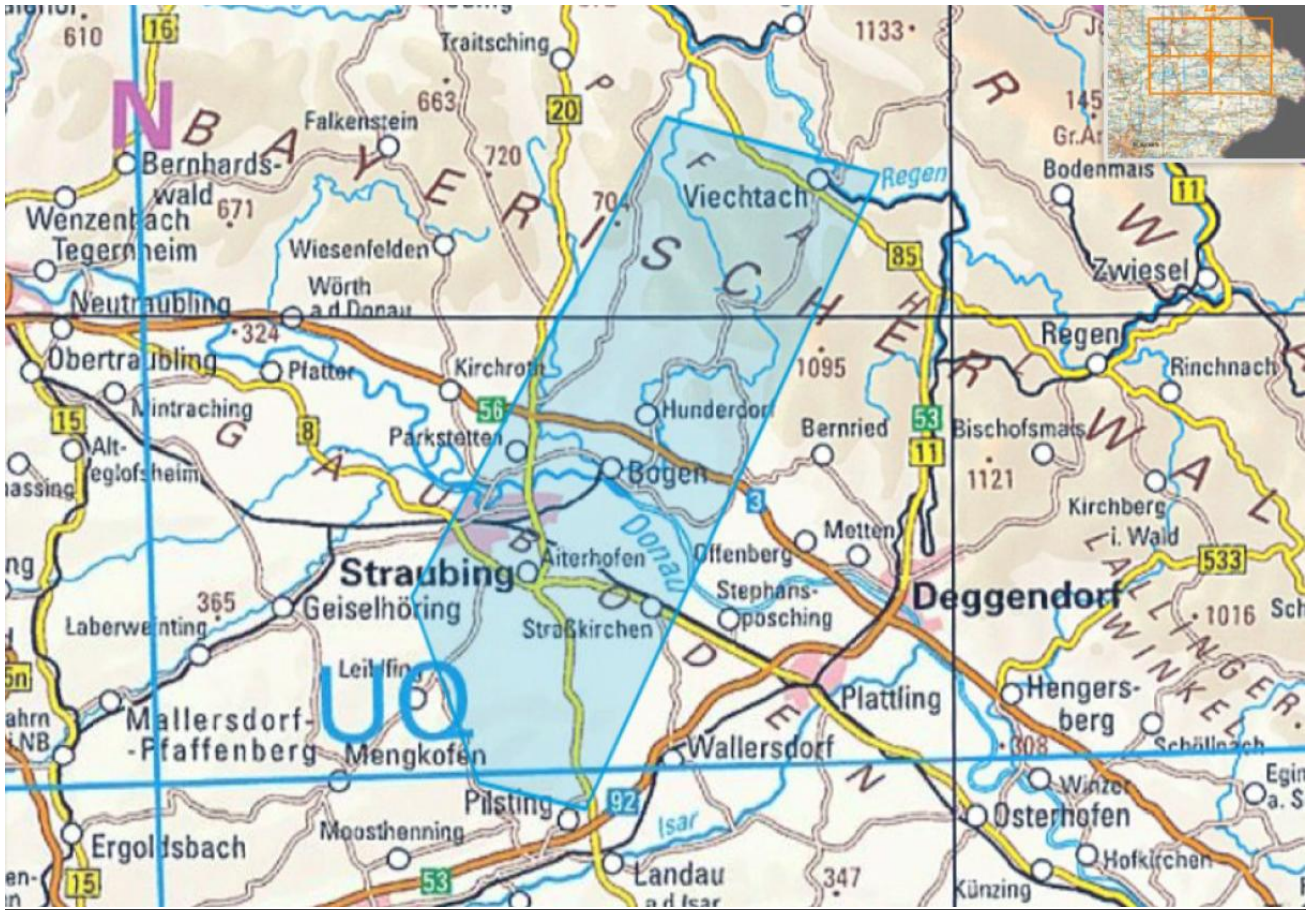 610
16
Traitsching
1133
N
BAYERISCHER
663
20
Falkenstein
Bernhards-
wald
720
Bodenmais
11
Wenzenbach
671
704
Viechtach
Regen
Tegernheim
Wiesenfelden
85
Zwiesel
Neutraubling
Wörth
a.d.Donau
324
Regen
Obertraubling
Pfatter
Kirchroth
1095
Rinchnach
Mintraching
56
Hunderdorf
53
15
8
Parkstetten
Bernried
Bischofsmais
11
Alt-
eglofsheim
Bogen
1121
3
Kirchberg
i. Wald
Donau
Offenberg
Metten
533
Straubing
Aiterhofen
Stephans-
posching
Deggendorf
365
Geiselhöring
1016
Laberweinting
Straßkirchen
LALLINGER
WINKEL
UQ
Leiblfing
Plattling
Hengers-
berg
Mallersdorf-
-Pfaffenberg
Mengkofen
Wallersdorf
308
Schöllnach
Pilsting
92
Winzer
Osterhofen
Moosthenning
Isar
Ergoldsbach
Hofkirchen
15
53
Landau
a.d.Isar
347
Künzing